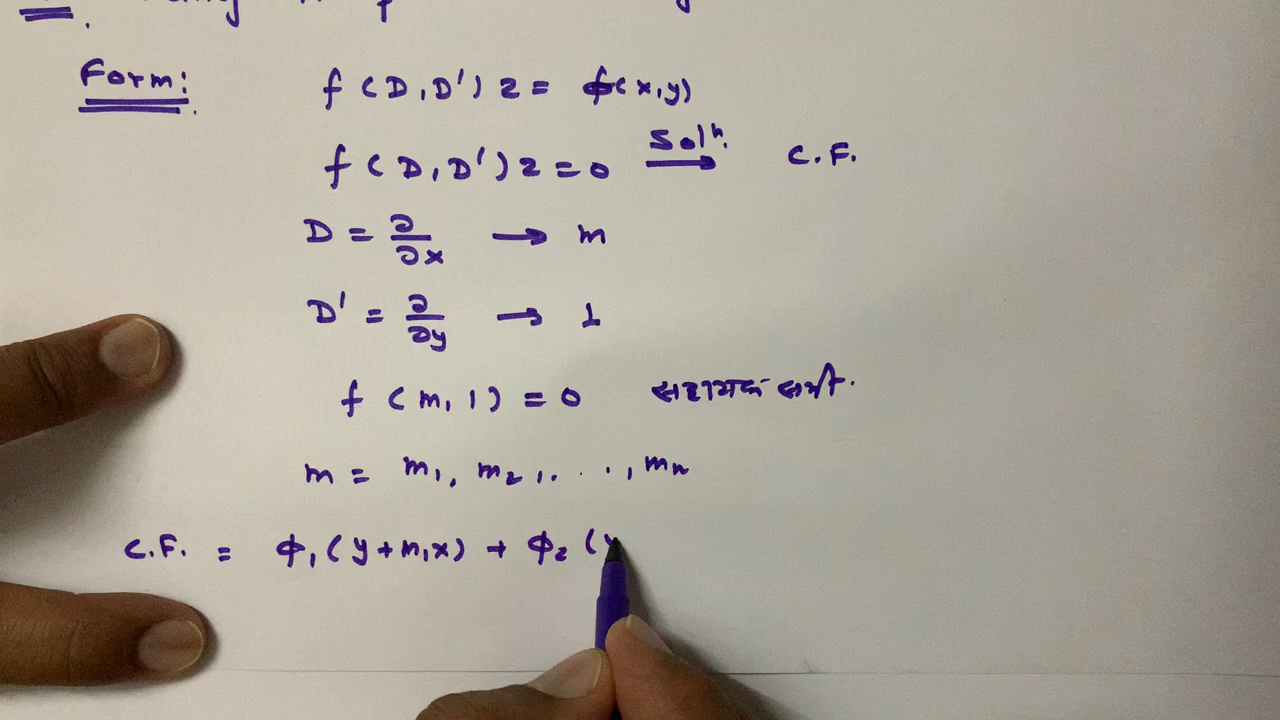 Form: f (D, D') z = ϕ(x,y)
f (D, D') z = 0 Solⁿ. → C.F.
D = ∂/∂x → m
D' = ∂/∂y → 1
f (m, 1) = 0 सहायक समी.
m = m₁, m₂, . . ., mₙ
C.F. = ϕ₁(y+m₁x) + ϕ₂ (y